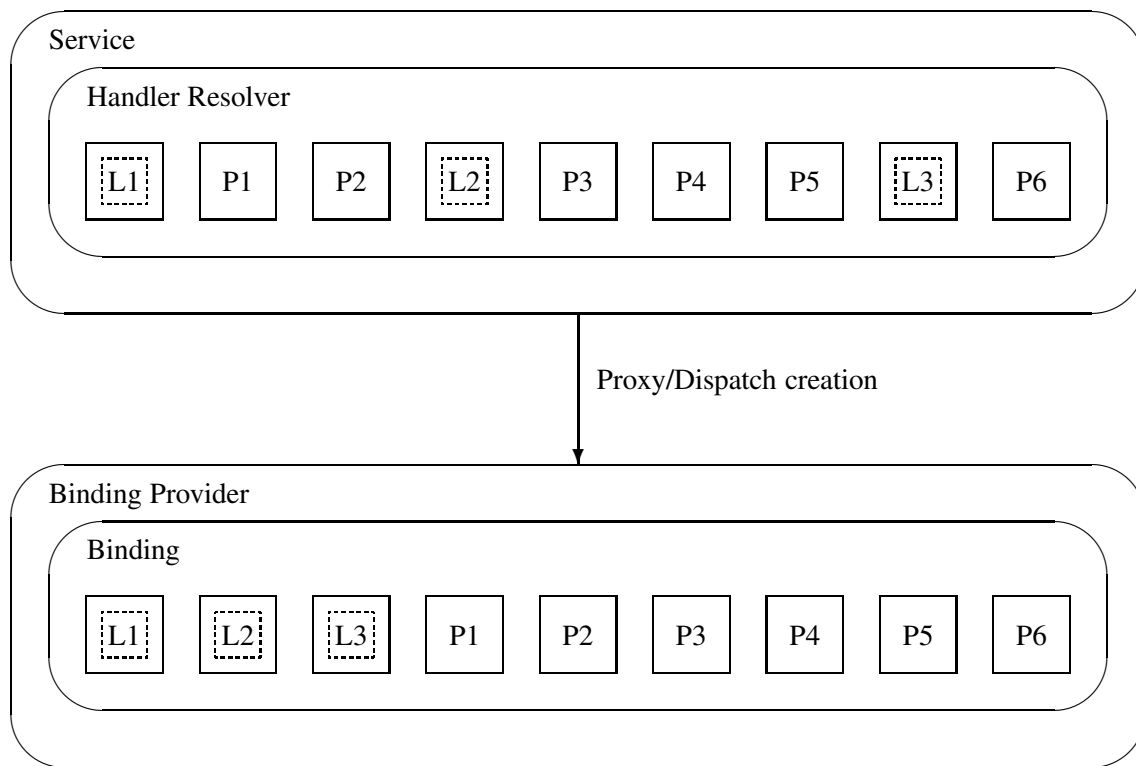 Service
Handler Resolver
L1 P1 P2 L2 P3 P4 P5 L3 P6
Proxy/Dispatch creation
Binding Provider
Binding
L1 L2 L3 P1 P2 P3 P4 P5 P6